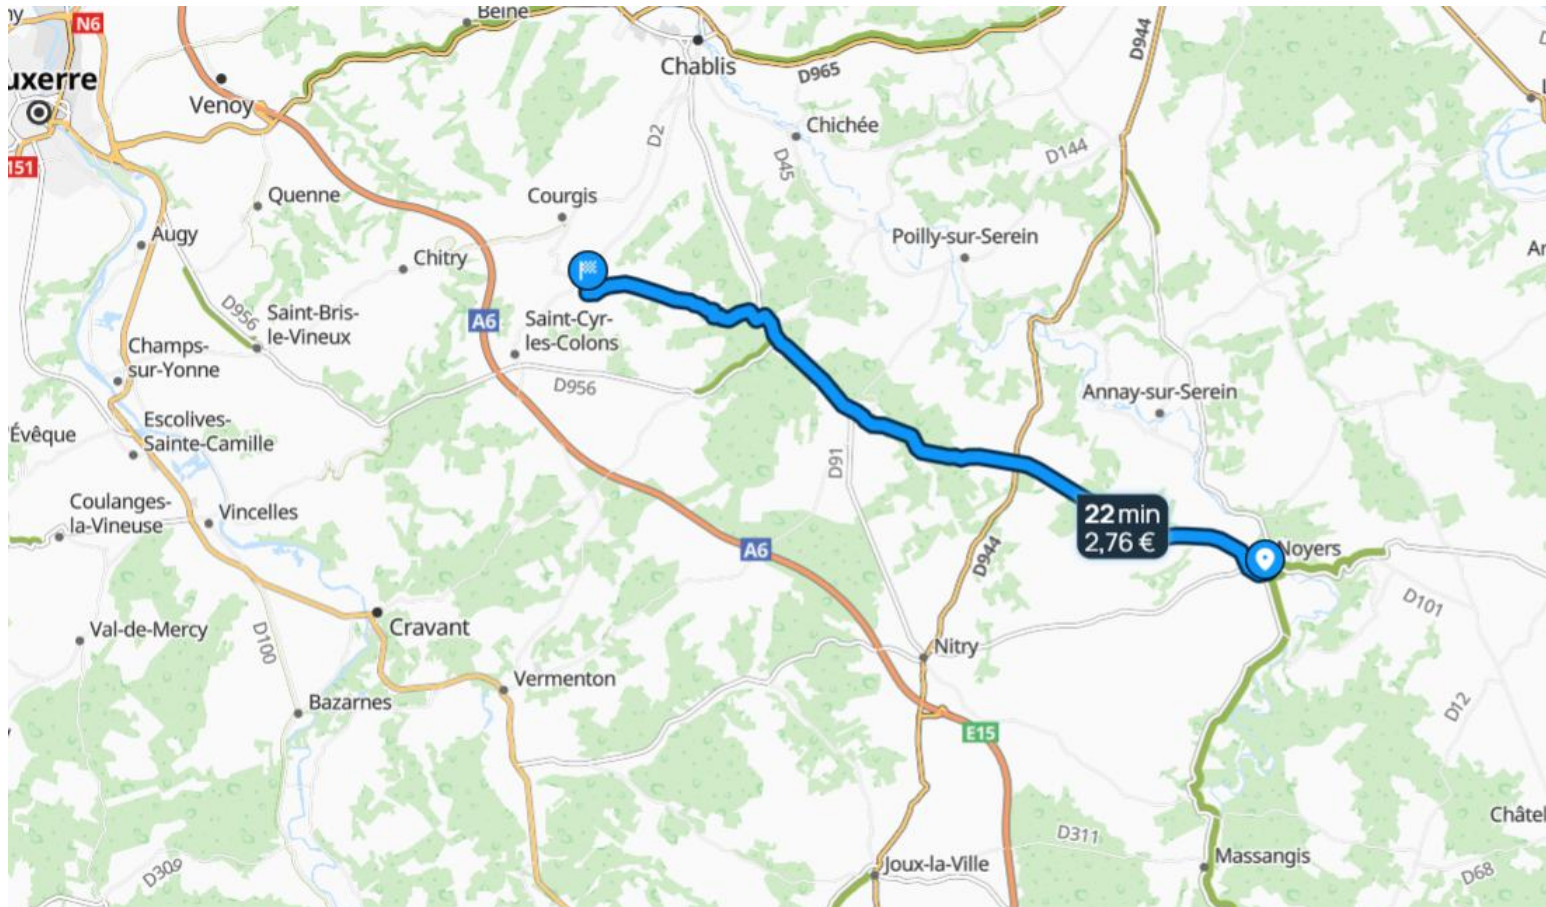 N6
Beine
Chablis
D965
D944
uxerre
Venoy
151
D2
Chichée
D45
D144
Quenne
Courgis
Augy
Chitry
Poilly-sur-Serein
D956
Saint-Bris-
le-Vineux
A6
Saint-Cyr-
les-Colons
Champs-
sur-Yonne
D956
Annay-sur-Serein
Escolives-
Sainte-Camille
Évêque
D91
Coulanges-
la-Vineuse
Vincelles
22 min
2,76 €
A6
D944
Noyers
D101
Val-de-Mercy
D100
Cravant
Nitry
Vermenton
Bazarnes
D12
E15
Châtel
D311
Massangis
Joux-la-Ville
D68